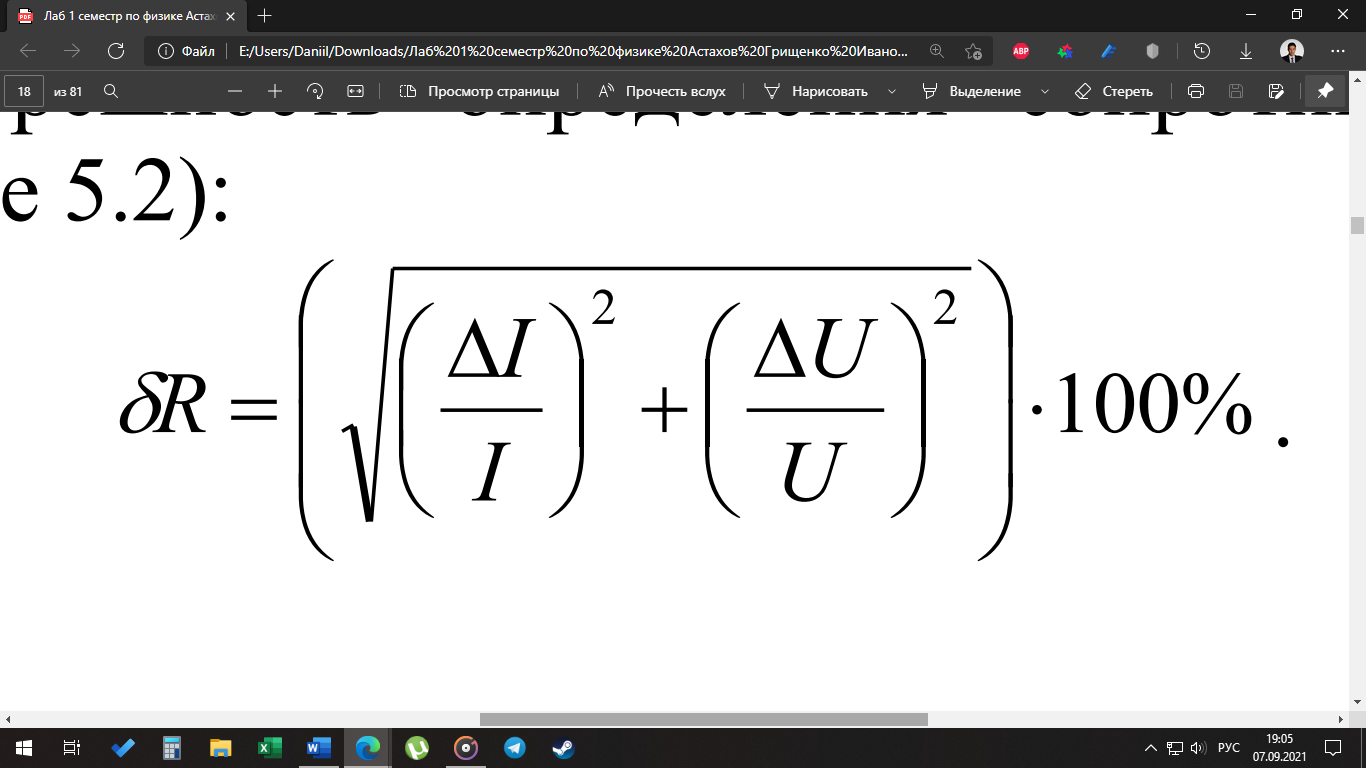 Лаб 1 семестр по физике Аста
Файл E:/Users/Daniil/Downloads/Лаб%201%20семестр%20по%20физике%20Астахов%20Грищенко%20Ивано...
ABP
18 из 81 Просмотр страницы Прочесть вслух Нарисовать Выделение Стереть
е 5.2):
δR = (√((ΔI/I)² + (ΔU/U)²)) · 100% .
РУС
19:05
07.09.2021